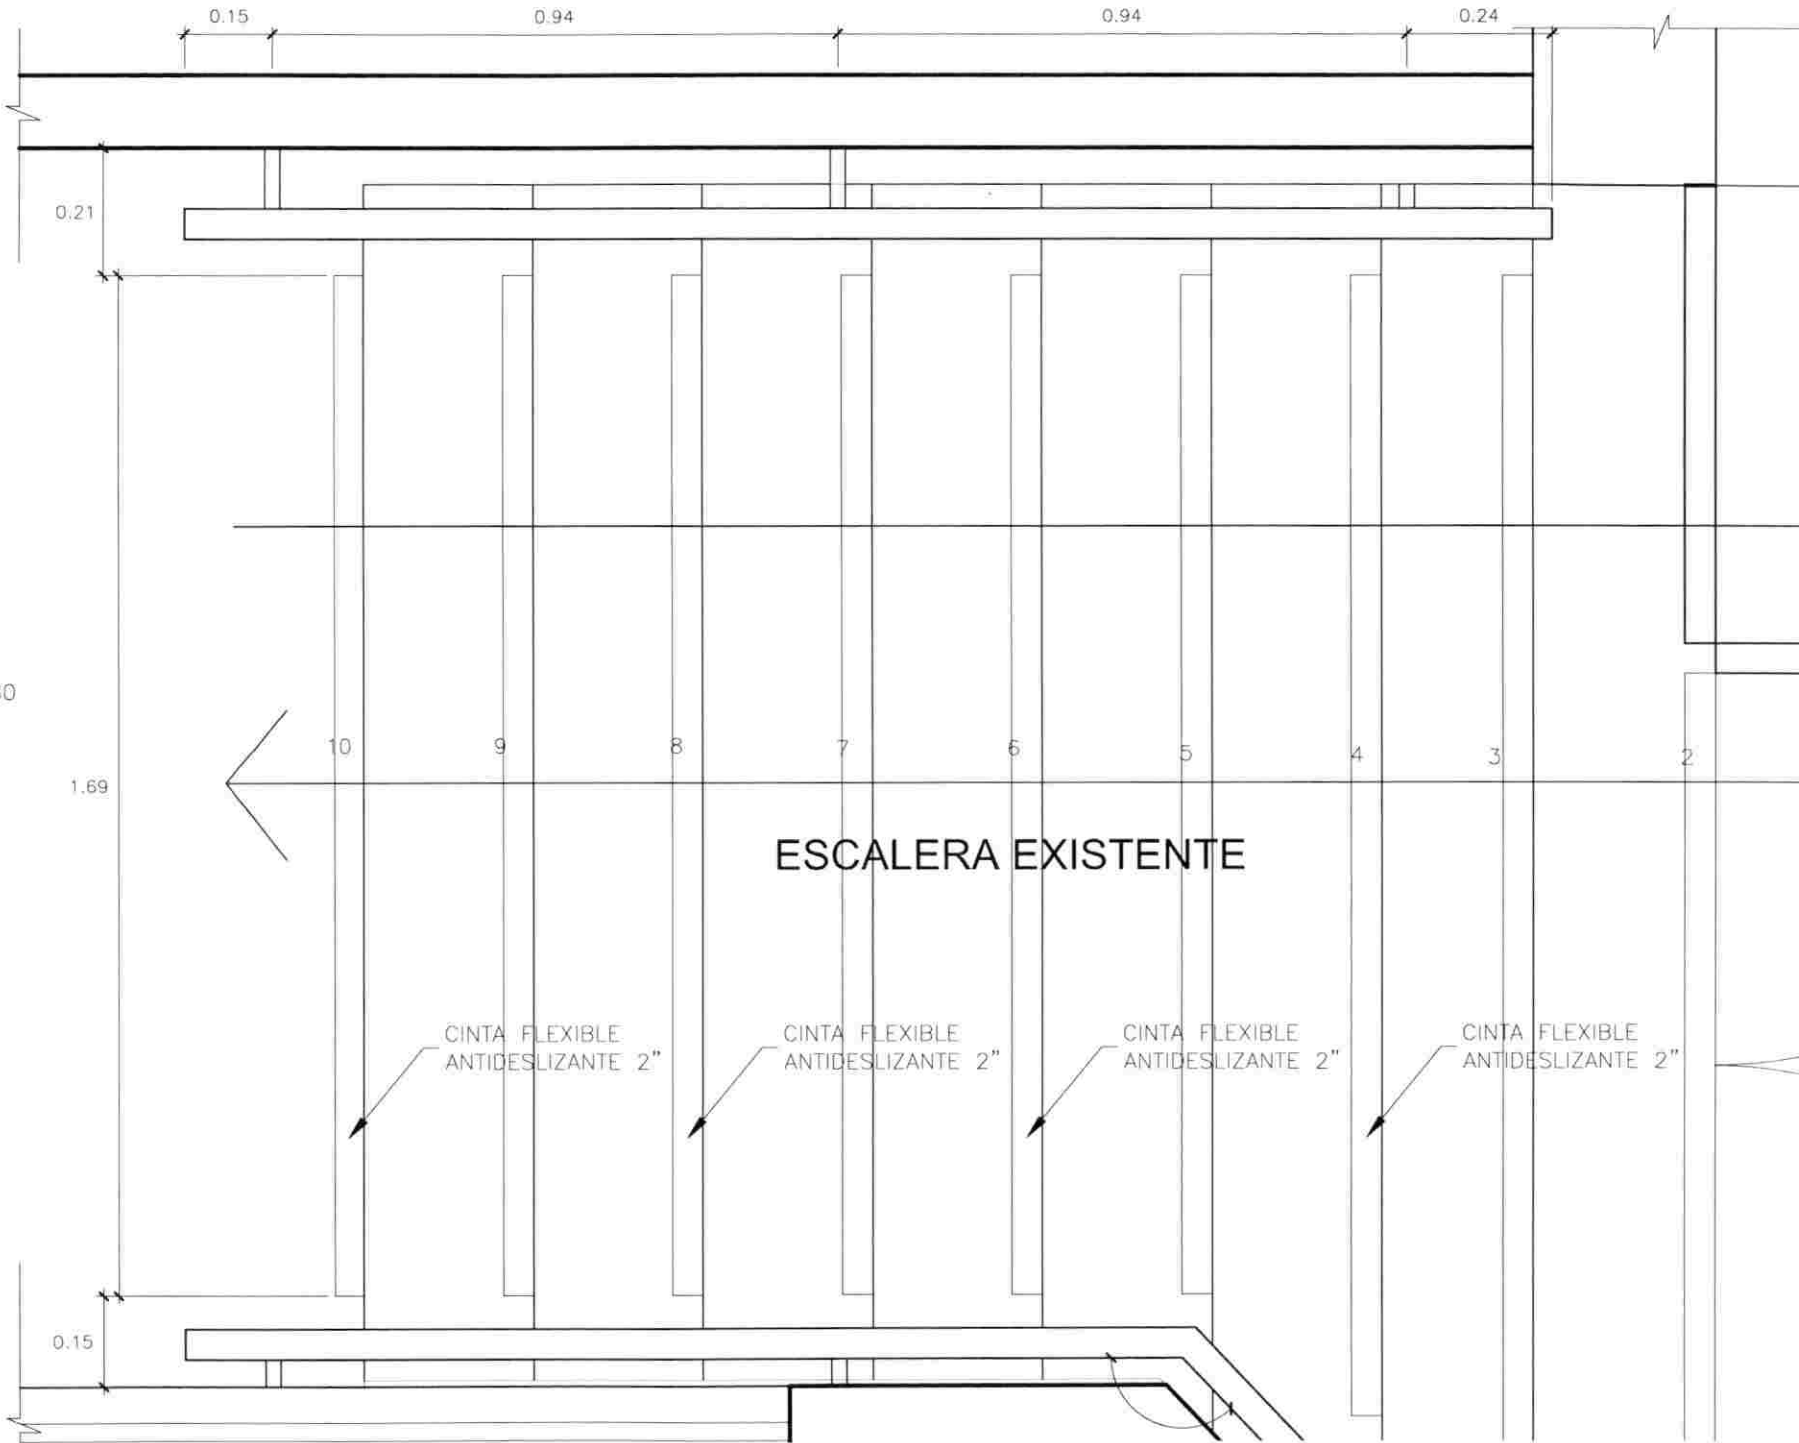 0.15 0.94 0.94 0.24
0.21
1.69
10 9 8 7 6 5 4 3 2
ESCALERA EXISTENTE
CINTA FLEXIBLE
ANTIDESLIZANTE 2"
CINTA FLEXIBLE
ANTIDESLIZANTE 2"
CINTA FLEXIBLE
ANTIDESLIZANTE 2"
CINTA FLEXIBLE
ANTIDESLIZANTE 2"
0.15